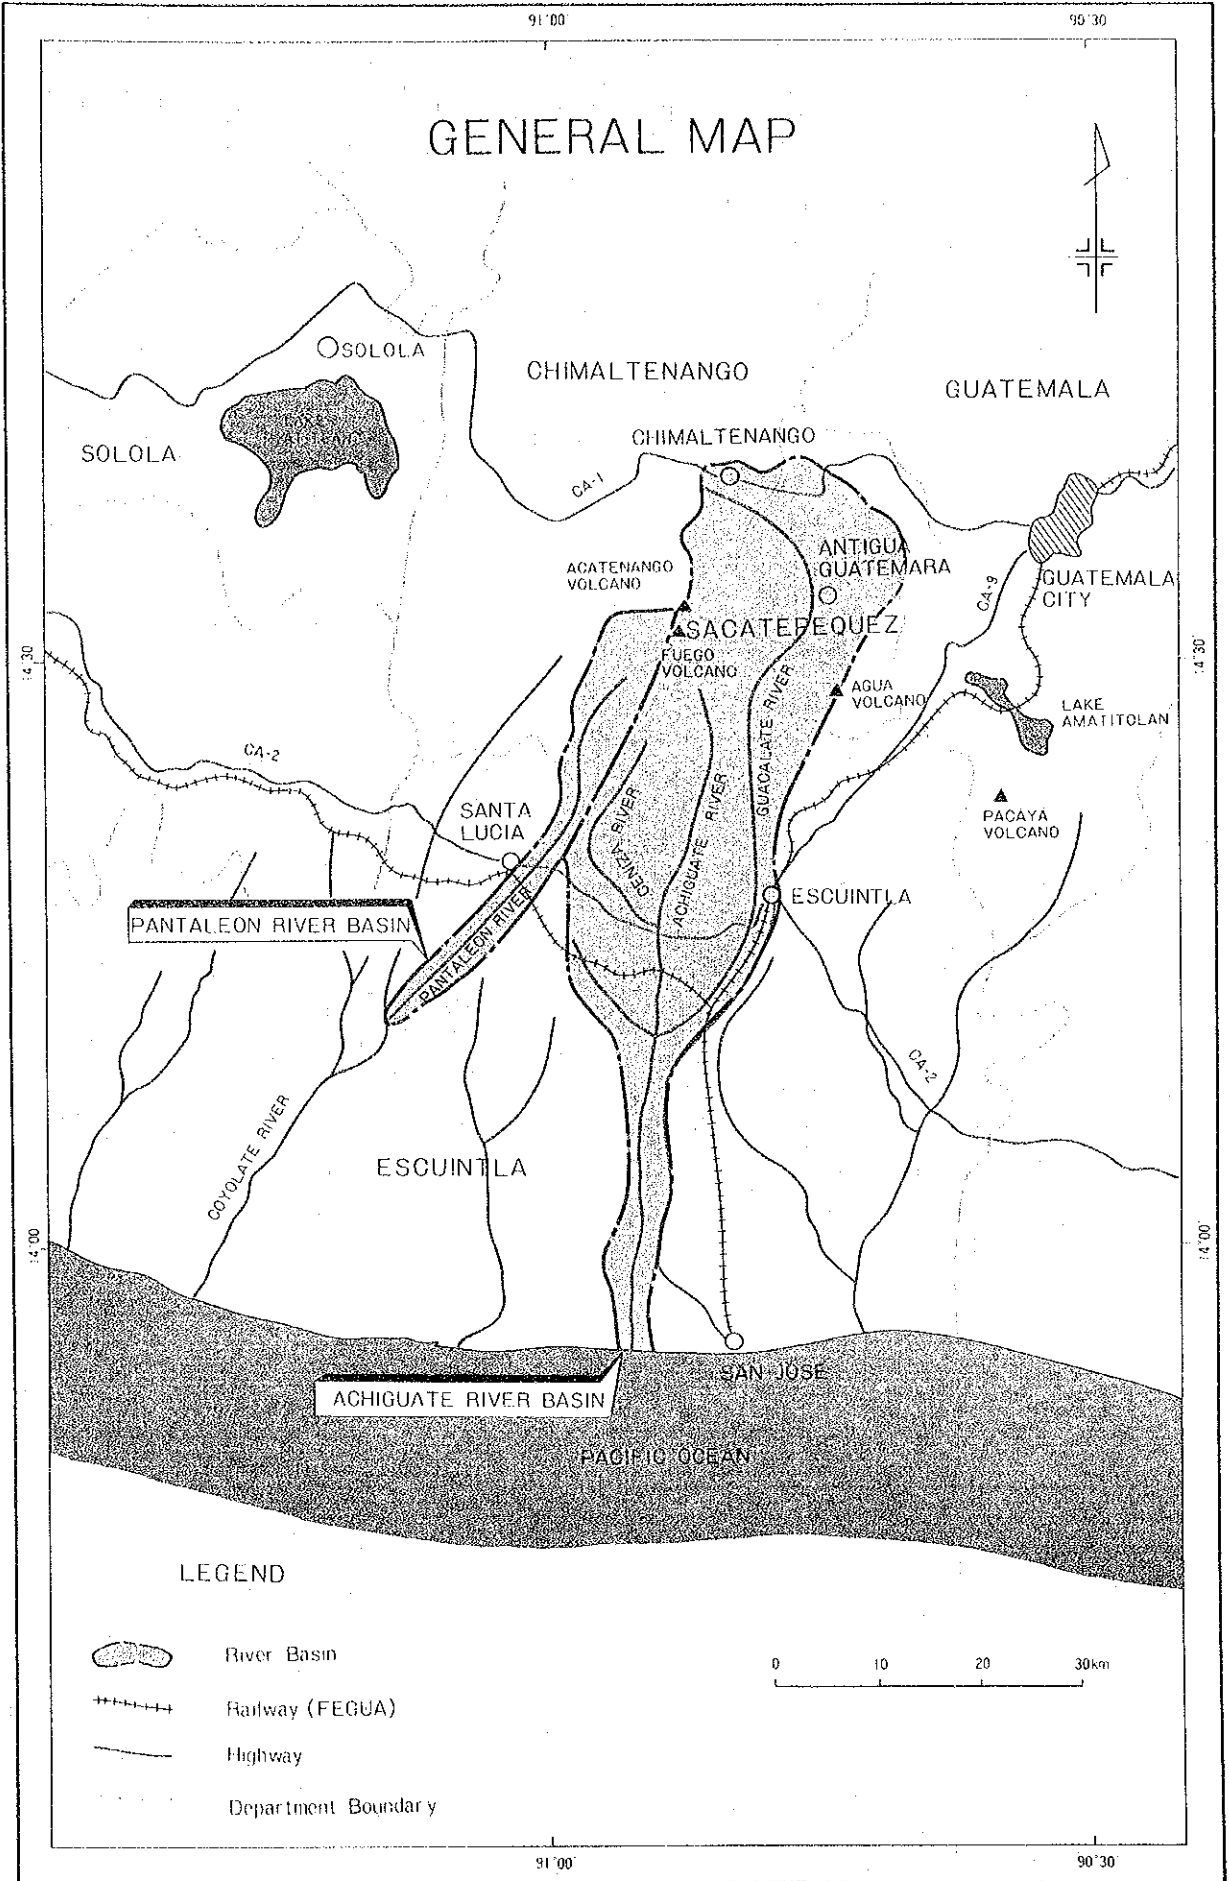 91°00'
90°30'
GENERAL MAP
SOLOLA
CHIMALTENANGO
GUATEMALA
CHIMALTENANGO
SOLOLA
CA-1
ANTIGUA
GUATEMARA
ACATENANGO
VOLCANO
GUATEMALA
CITY
CA-9
SACATEPEQUEZ
FUEGO
VOLCANO
14°30'
14°30'
AGUA
VOLCANO
LAKE
AMATITOLAN
GUACALATE RIVER
CA-2
SANTA
LUCIA
CENIZA RIVER
ACHIGUATE RIVER
PACAYA
VOLCANO
ESCUINTLA
PANTALEON RIVER BASIN
PANTALEON RIVER
CA-2
COYOLATE RIVER
ESCUINTLA
14°00'
14°00'
SAN JOSE
ACHIGUATE RIVER BASIN
PACIFIC OCEAN
LEGEND
River Basin
0 10 20 30km
Railway (FEGUA)
Highway
Department Boundary
91°00'
90°30'